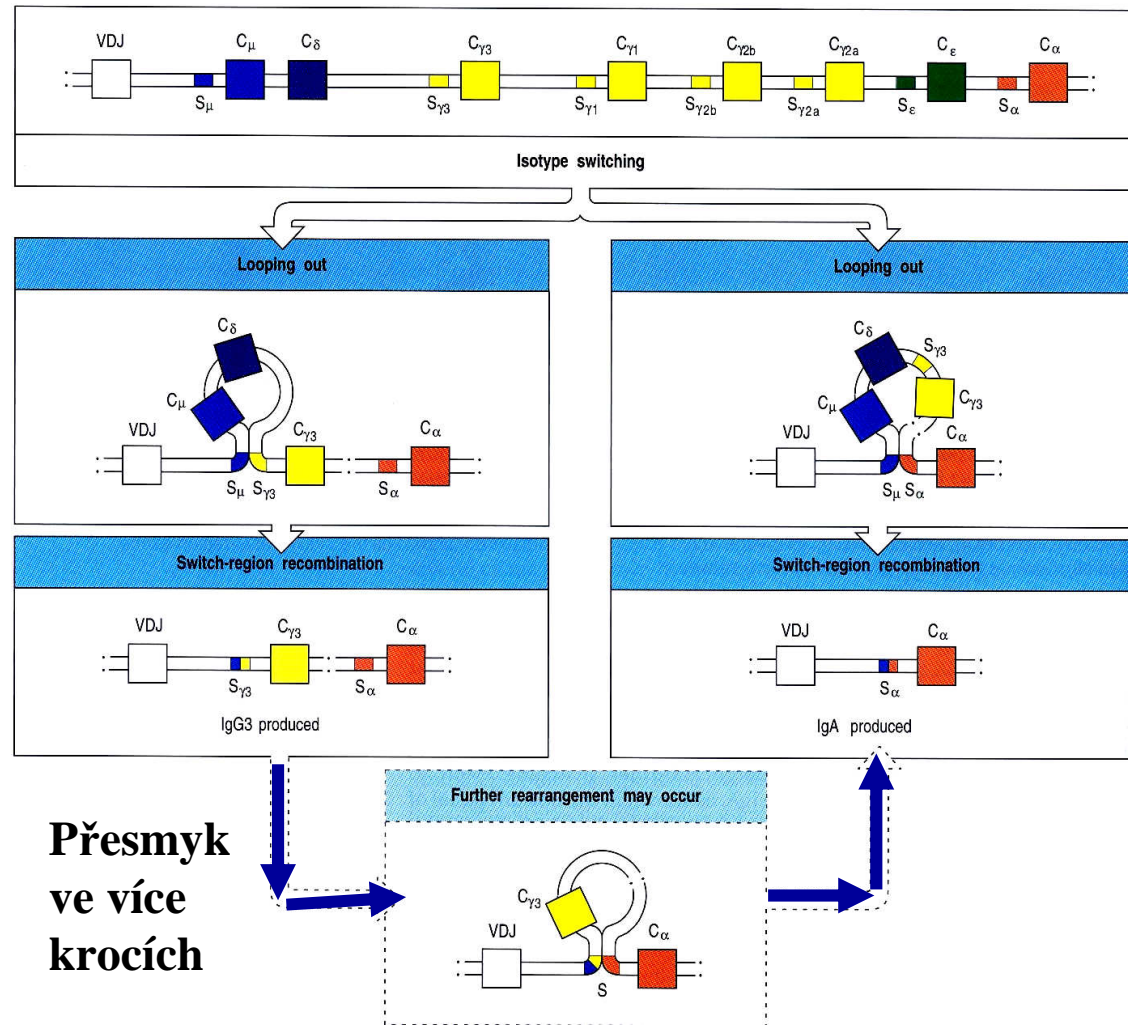 VDJ Cμ Cδ Cγ3 Cγ1 Cγ2b Cγ2a Cε Cα
Sμ Sγ3 Sγ1 Sγ2b Sγ2a Sε Sα
Isotype switching
Looping out
Cδ
Cμ
VDJ Cγ3 Cα
Sμ Sγ3 Sα
Switch-region recombination
VDJ Cγ3 Cα
Sγ3 Sα
IgG3 produced
Looping out
Cδ Sγ3
Cμ Cγ3
VDJ Cα
Sμ Sα
Switch-region recombination
VDJ Cα
Sα
IgA produced
Přesmyk
ve více
krocích
Further rearrangement may occur
Cγ3
VDJ Cα
S